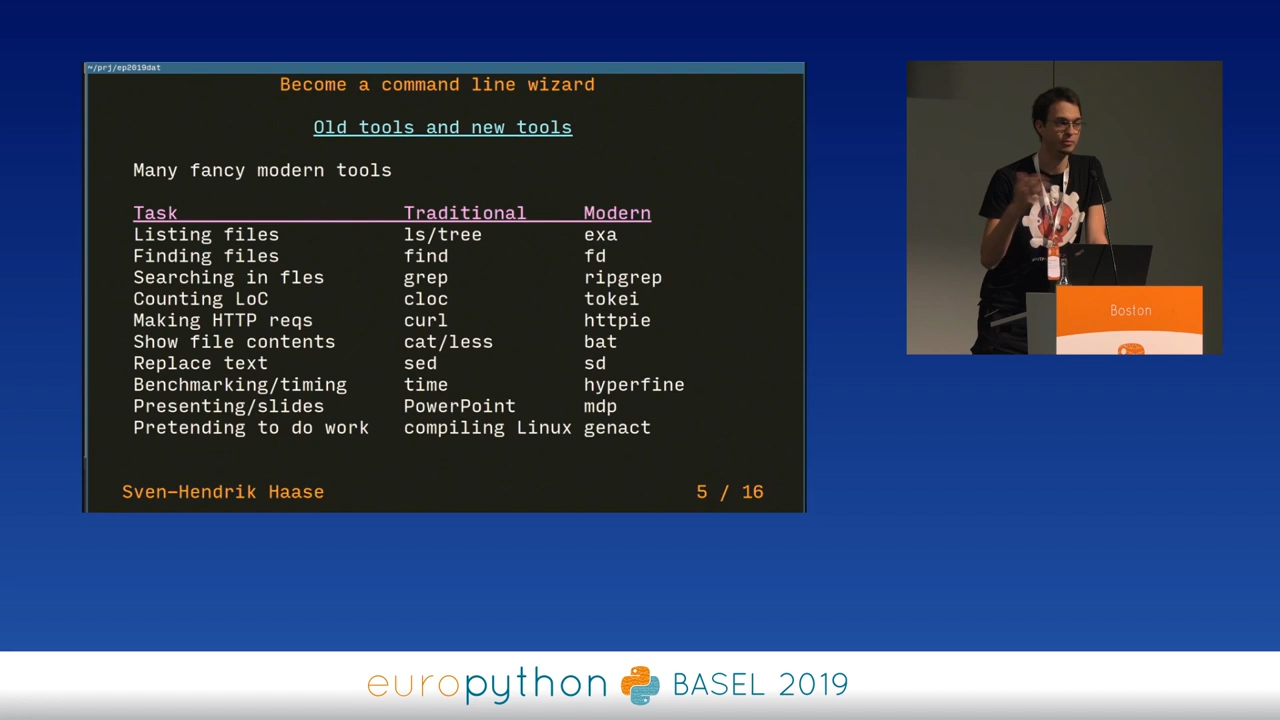 ~/prj/ep2019dat
Become a command line wizard
Old tools and new tools
Many fancy modern tools
Task Traditional Modern
Listing files ls/tree exa
Finding files find fd
Searching in fles grep ripgrep
Counting LoC cloc tokei
Making HTTP reqs curl httpie
Show file contents cat/less bat
Replace text sed sd
Benchmarking/timing time hyperfine
Presenting/slides PowerPoint mdp
Pretending to do work compiling Linux genact
Sven-Hendrik Haase 5 / 16
Boston
europython BASEL 2019